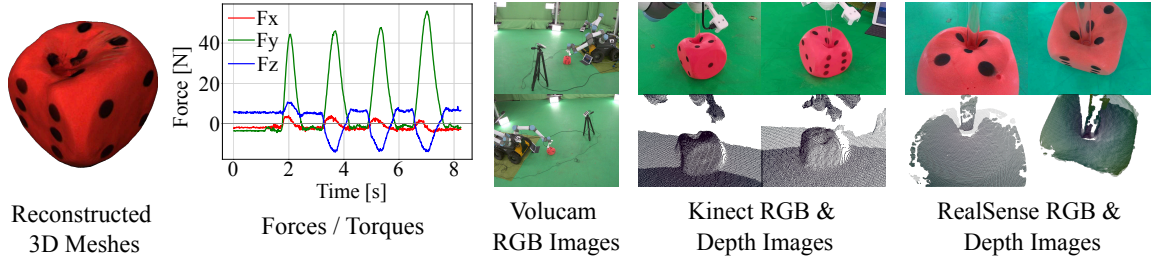 Force [N]
40
20
0
Fx
Fy
Fz
0 2 4 6 8
Time [s]
Reconstructed
3D Meshes
Forces / Torques
Volucam
RGB Images
Kinect RGB &
Depth Images
RealSense RGB &
Depth Images